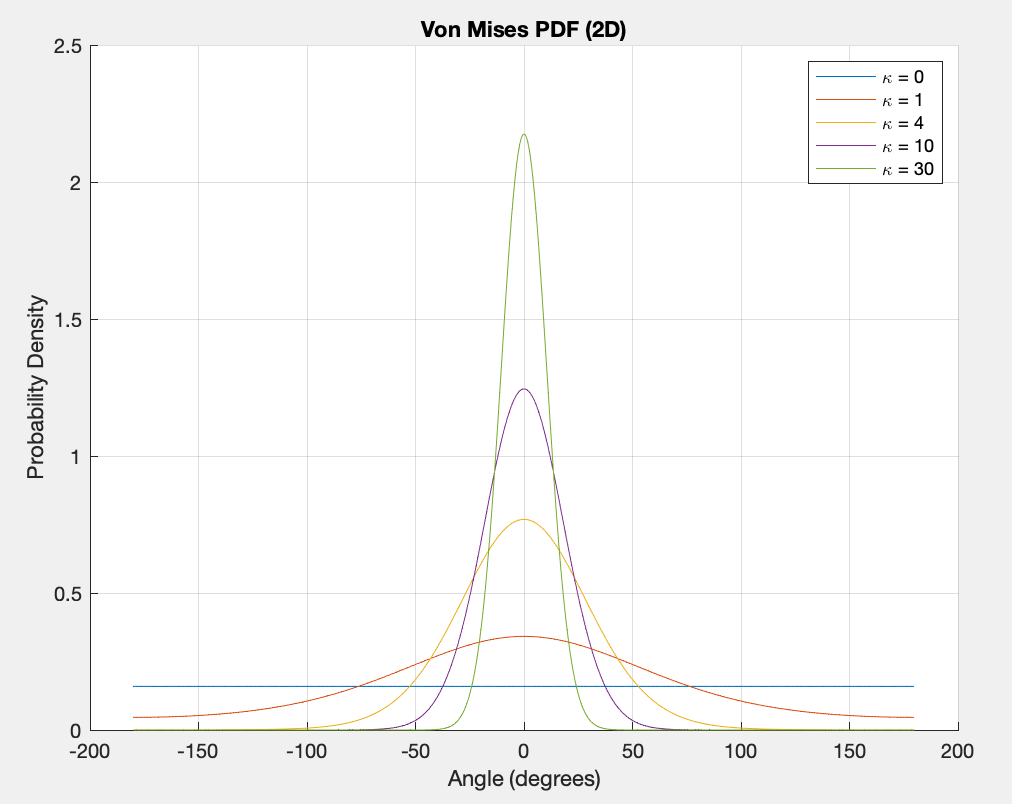 Von Mises PDF (2D)
2.5
2
1.5
1
0.5
0
Probability Density
κ = 0
κ = 1
κ = 4
κ = 10
κ = 30
-200 -150 -100 -50 0 50 100 150 200
Angle (degrees)